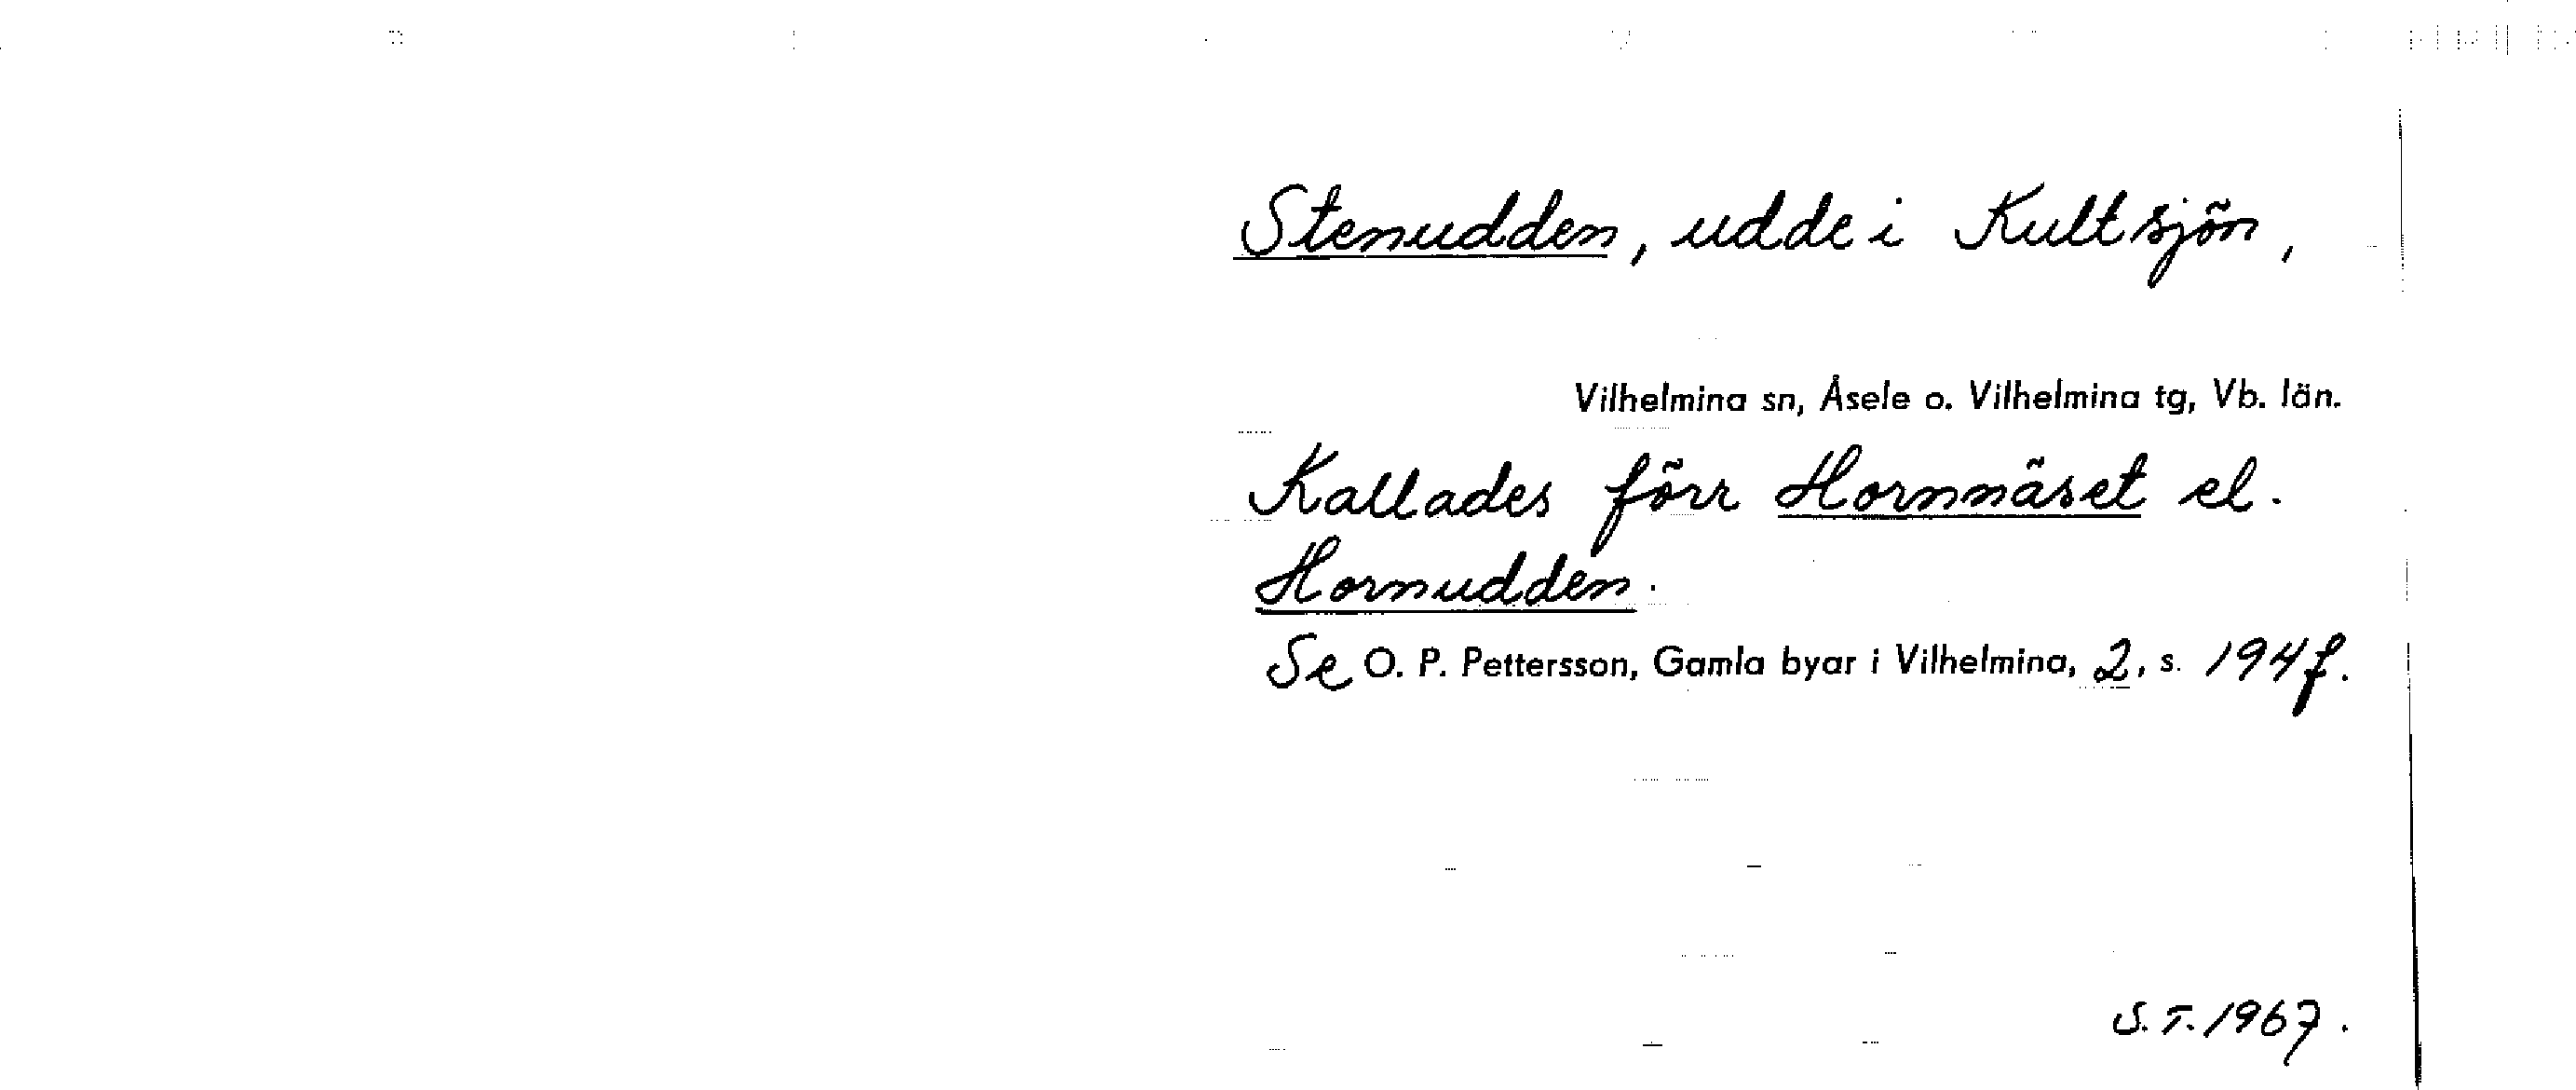 Stenudden, udde i Kultsjön,
Vilhelmina sn, Åsele o. Vilhelmina tg, Vb. län.
Kallades förr Hornnäset el.
Hornudden.
Se O. P. Pettersson, Gamla byar i Vilhelmina, 2, s. 194 f.
S. T. 1967.